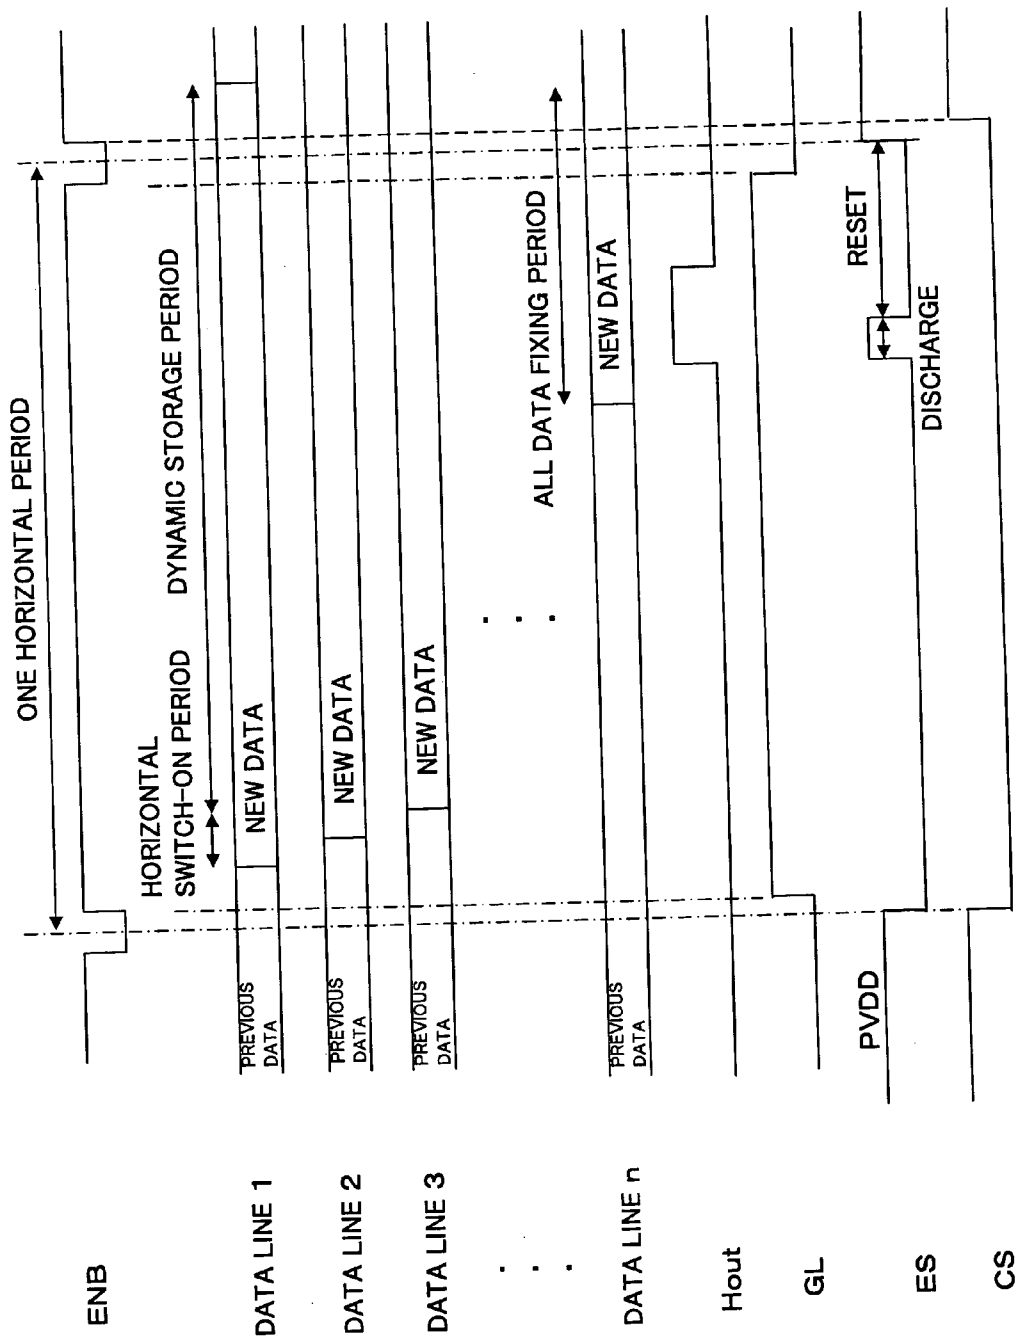 ONE HORIZONTAL PERIOD
ENB
HORIZONTAL
SWITCH-ON PERIOD
DYNAMIC STORAGE PERIOD
DATA LINE 1
PREVIOUS
DATA
NEW DATA
DATA LINE 2
PREVIOUS
DATA
NEW DATA
DATA LINE 3
PREVIOUS
DATA
NEW DATA
. . .
. . .
ALL DATA FIXING PERIOD
DATA LINE n
PREVIOUS
DATA
NEW DATA
Hout
GL
PVDD
RESET
ES
DISCHARGE
CS